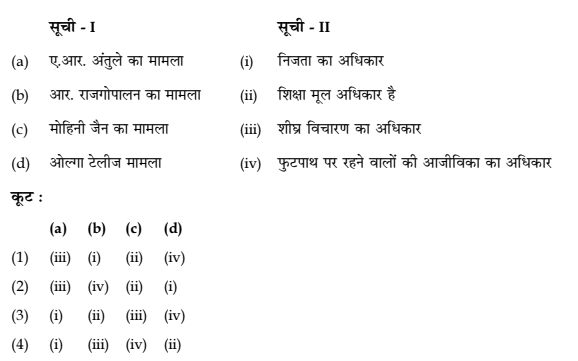 सूची - I सूची - II
(a) ए.आर. अंतुले का मामला (i) निजता का अधिकार
(b) आर. राजगोपालन का मामला (ii) शिक्षा मूल अधिकार है
(c) मोहिनी जैन का मामला (iii) शीघ्र विचारण का अधिकार
(d) ओल्गा टेलीज मामला (iv) फुटपाथ पर रहने वालों की आजीविका का अधिकार
कूट :
(a) (b) (c) (d)
(1) (iii) (i) (ii) (iv)
(2) (iii) (iv) (ii) (i)
(3) (i) (ii) (iii) (iv)
(4) (i) (iii) (iv) (ii)